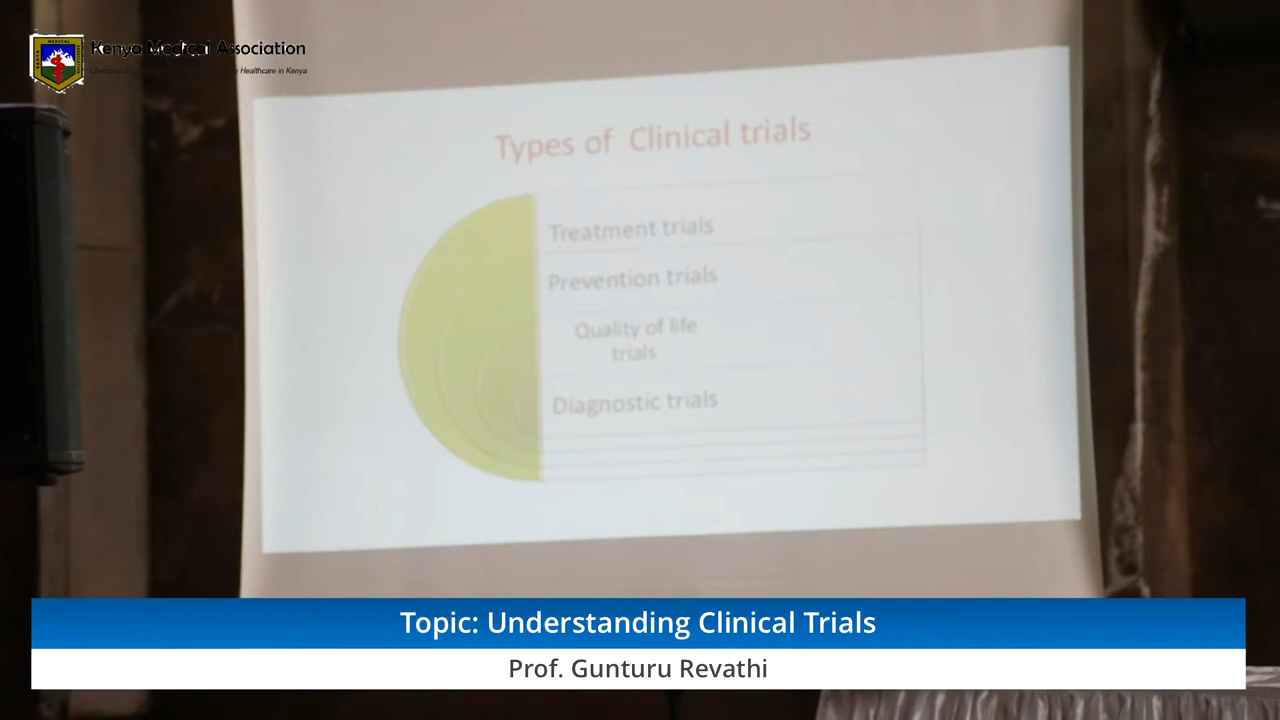 Kenya Medical Association
Healthcare in Kenya
Types of Clinical trials
Treatment trials
Prevention trials
Quality of life
trials
Diagnostic trials
Topic: Understanding Clinical Trials
Prof. Gunturu Revathi